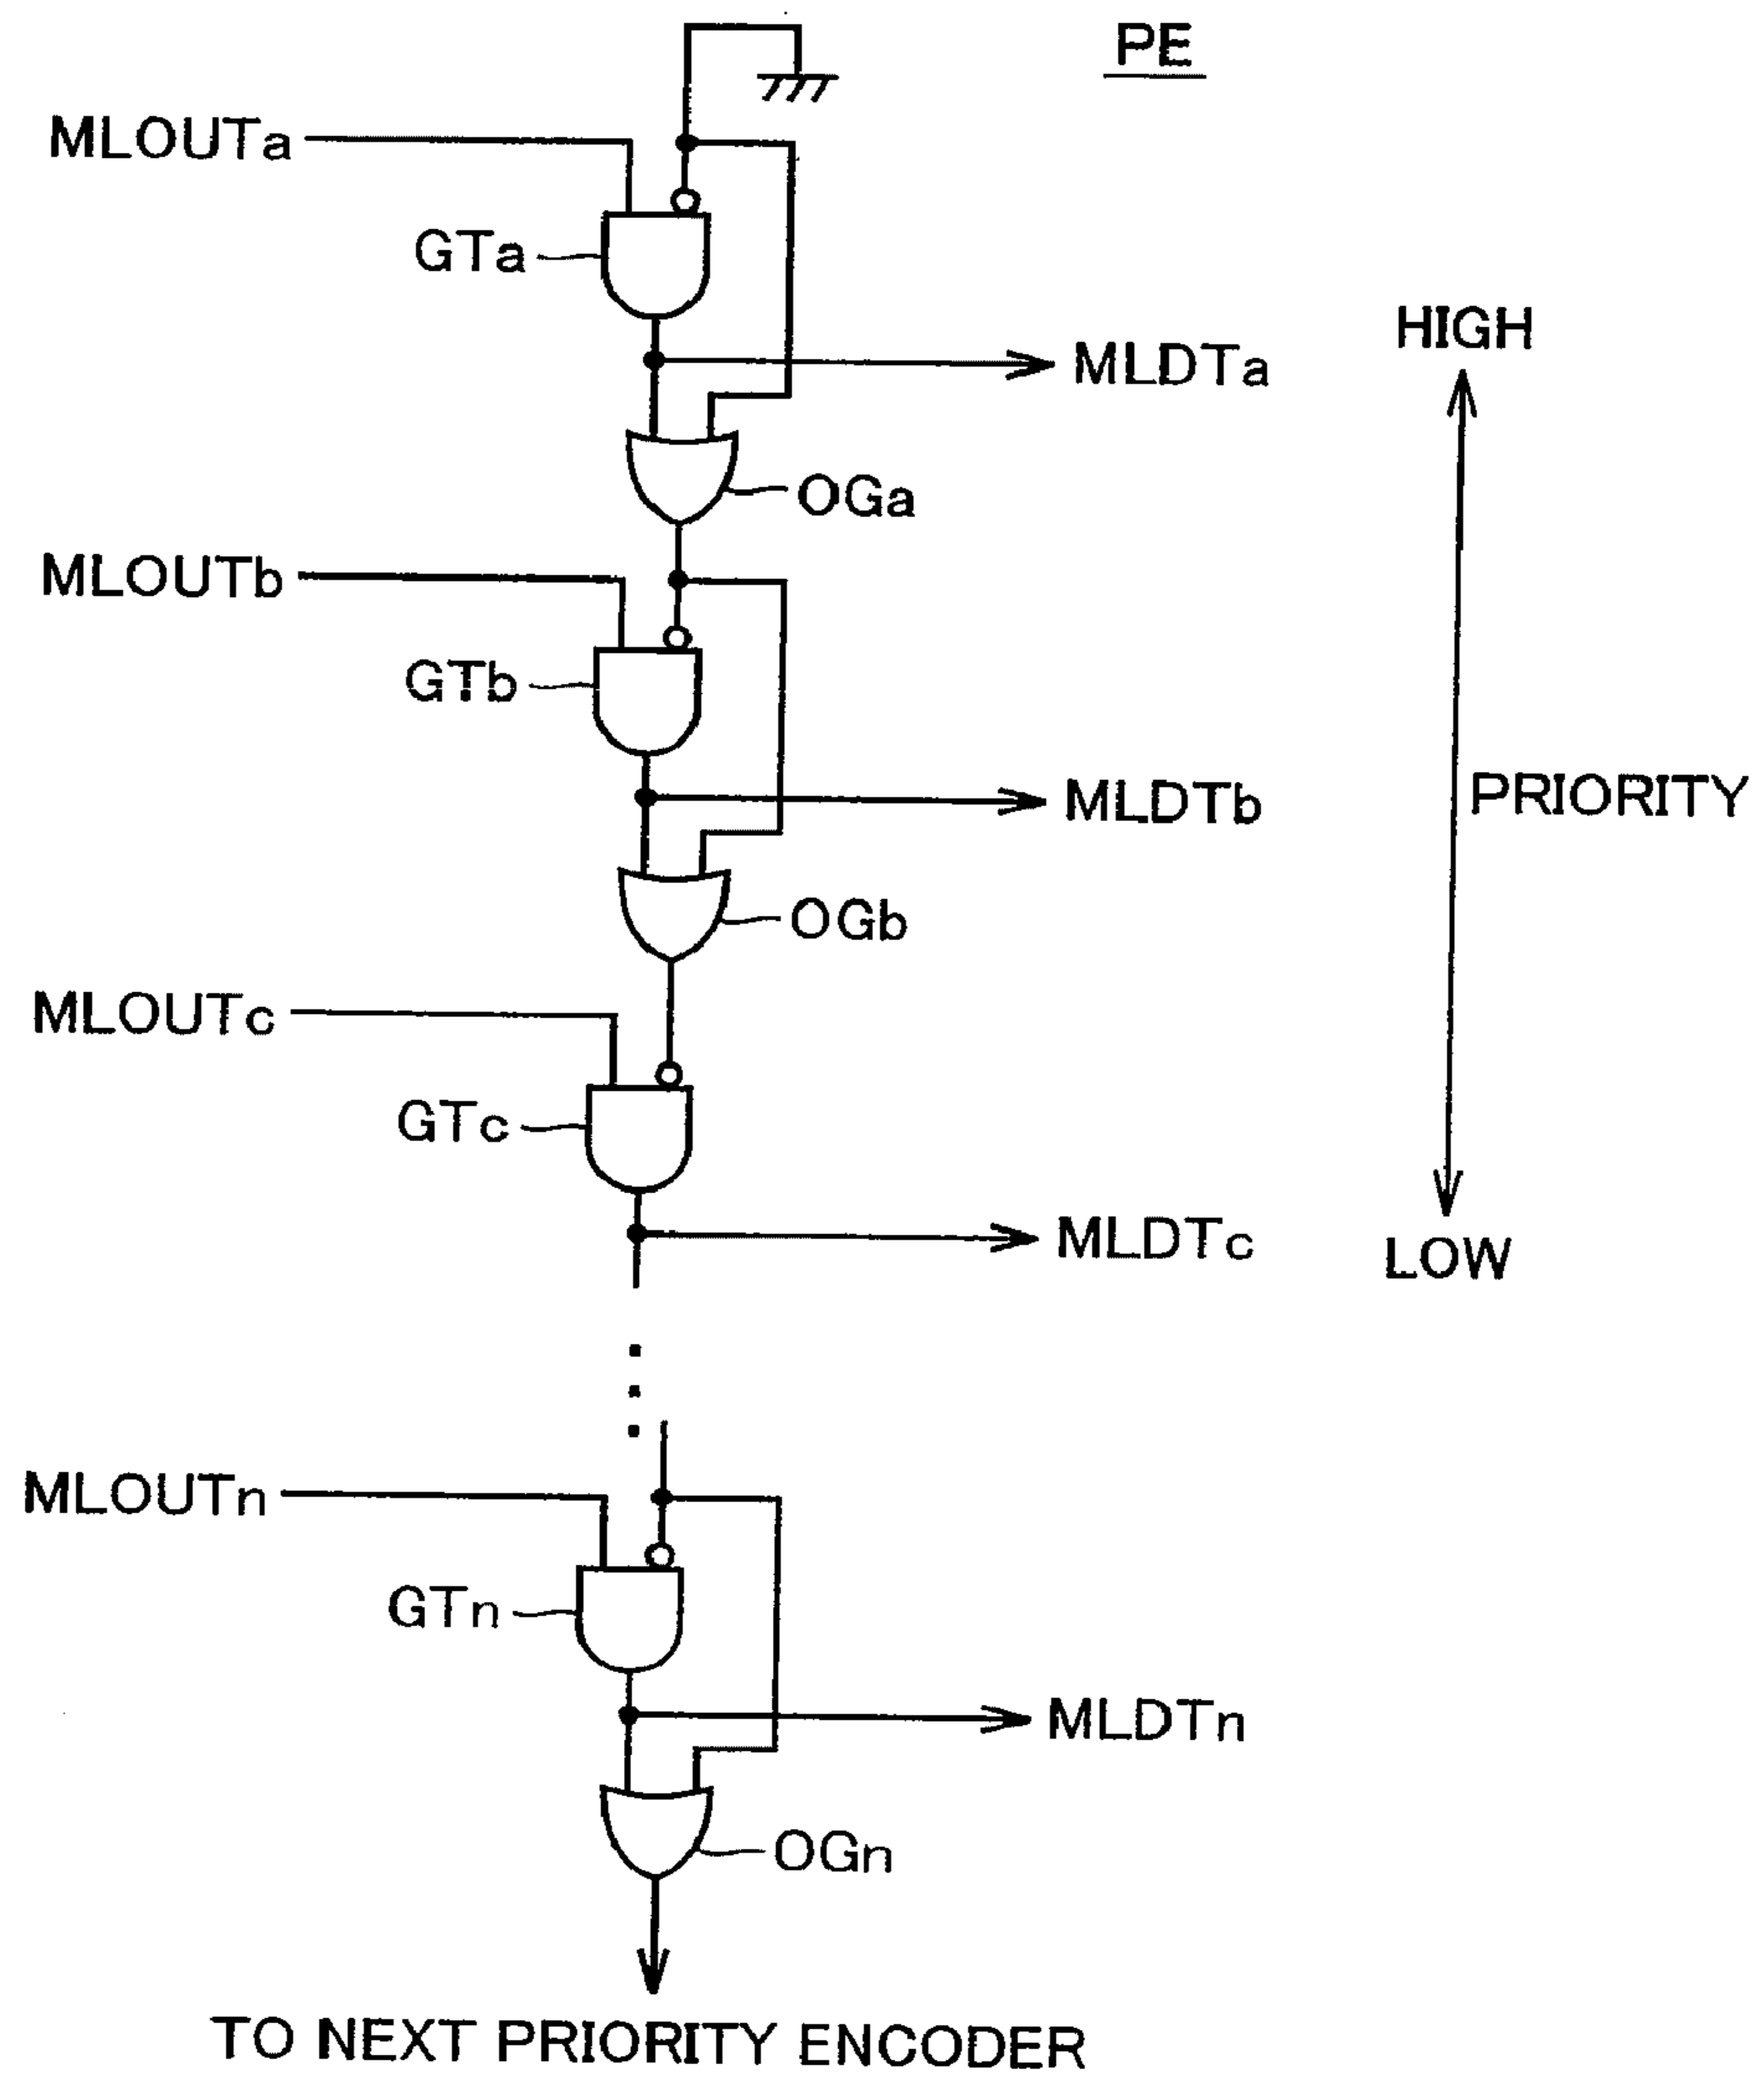 PE
MLOUTa
GTa
HIGH
MLDTa
OGa
MLOUTb
GTb
PRIORITY
MLDTb
OGb
MLOUTc
GTc
MLDTc
LOW
MLOUTn
GTn
MLDTn
OGn
TO NEXT PRIORITY ENCODER